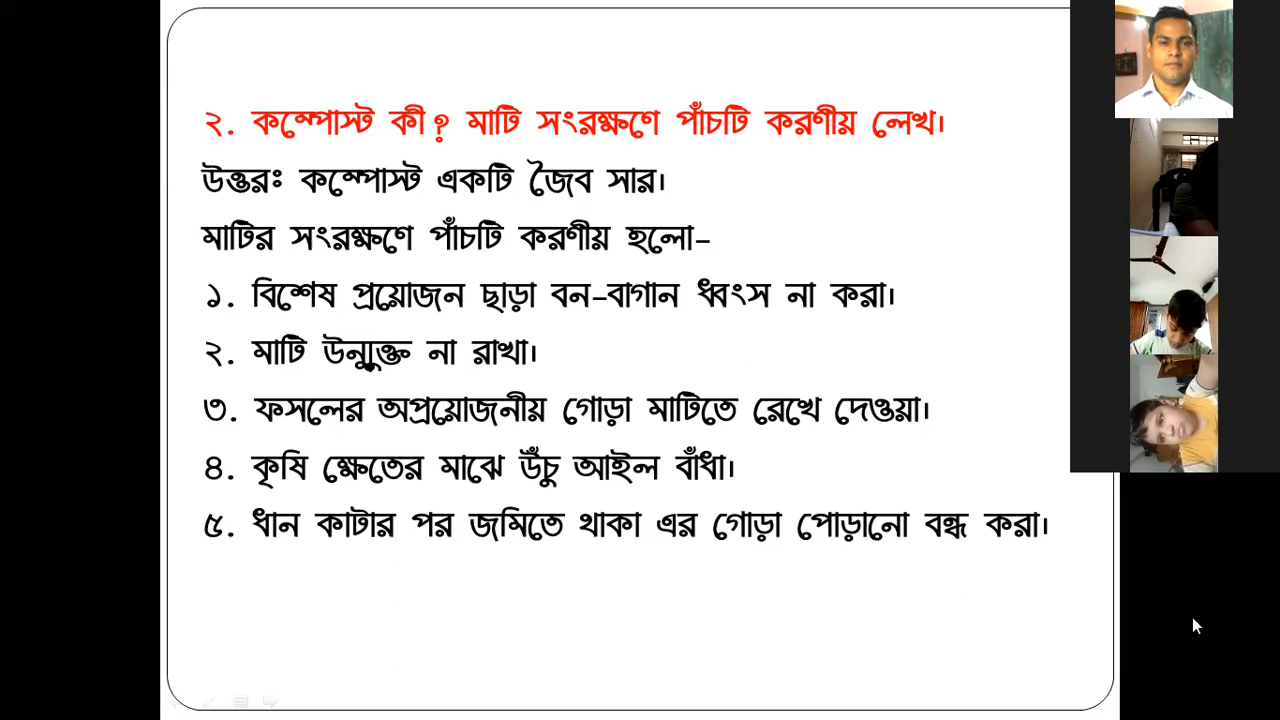 ২. কম্পোস্ট কী? মাটি সংরক্ষণে পাঁচটি করণীয় লেখ।
উত্তরঃ কম্পোস্ট একটি জৈব সার।
মাটির সংরক্ষণে পাঁচটি করণীয় হলো-
১. বিশেষ প্রয়োজন ছাড়া বন-বাগান ধ্বংস না করা।
২. মাটি উন্মুক্ত না রাখা।
৩. ফসলের অপ্রয়োজনীয় গোড়া মাটিতে রেখে দেওয়া।
৪. কৃষি ক্ষেতের মাঝে উঁচু আইল বাঁধা।
৫. ধান কাটার পর জমিতে থাকা এর গোড়া পোড়ানো বন্ধ করা।